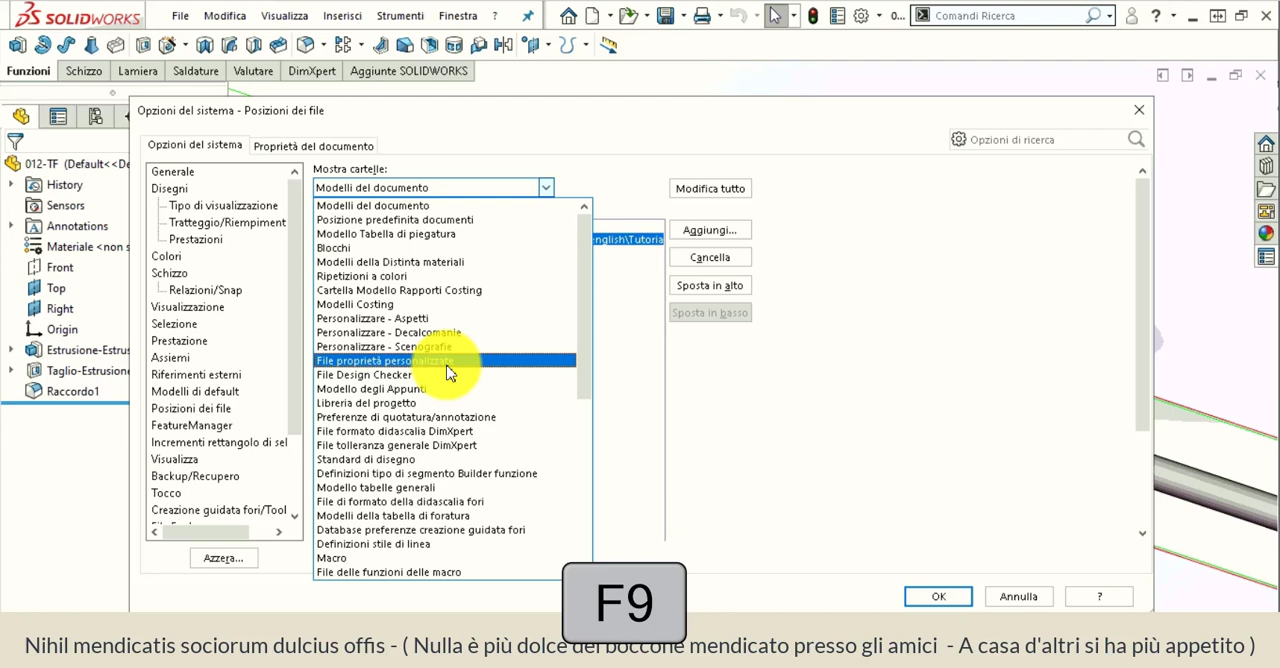 SOLIDWORKS
File Modifica Visualizza Inserisci Strumenti Finestra ?
0...
Comandi Ricerca
?
Funzioni Schizzo Lamiera Saldature Valutare DimXpert Aggiunte SOLIDWORKS
Opzioni del sistema - Posizioni dei file
Opzioni del sistema Proprietà del documento
Opzioni di ricerca
012-TF (Default<<De
History
Sensors
Annotations
Materiale <non s
Front
Top
Right
Origin
Estrusione-Estrus
Taglio-Estrusione
Raccordo1
Generale
Disegni
Tipo di visualizzazione
Tratteggio/Riempiment
Prestazioni
Colori
Schizzo
Relazioni/Snap
Visualizzazione
Selezione
Prestazione
Assiemi
Riferimenti esterni
Modelli di default
Posizioni dei file
FeatureManager
Incrementi rettangolo di sel
Visualizza
Backup/Recupero
Tocco
Creazione guidata fori/Tool
Azzera...
Mostra cartelle:
Modelli del documento
Modelli del documento
Posizione predefinita documenti
Modello Tabella di piegatura
Blocchi
Modelli della Distinta materiali
Ripetizioni a colori
Cartella Modello Rapporti Costing
Modelli Costing
Personalizzare - Aspetti
Personalizzare - Decalcomanie
Personalizzare - Scenografie
File proprietà personalizzate
File Design Checker
Modello degli Appunti
Libreria del progetto
Preferenze di quotatura/annotazione
File formato didascalia DimXpert
File tolleranza generale DimXpert
Standard di disegno
Definizioni tipo di segmento Builder funzione
Modello tabelle generali
File di formato della didascalia fori
Modelli della tabella di foratura
Database preferenze creazione guidata fori
Definizioni stile di linea
Macro
File delle funzioni delle macro
english\Tutoria
Modifica tutto
Aggiungi...
Cancella
Sposta in alto
Sposta in basso
OK Annulla ?
F9
Nihil mendicatis sociorum dulcius offis - ( Nulla è più dolce del boccone mendicato presso gli amici - A casa d'altri si ha più appetito )